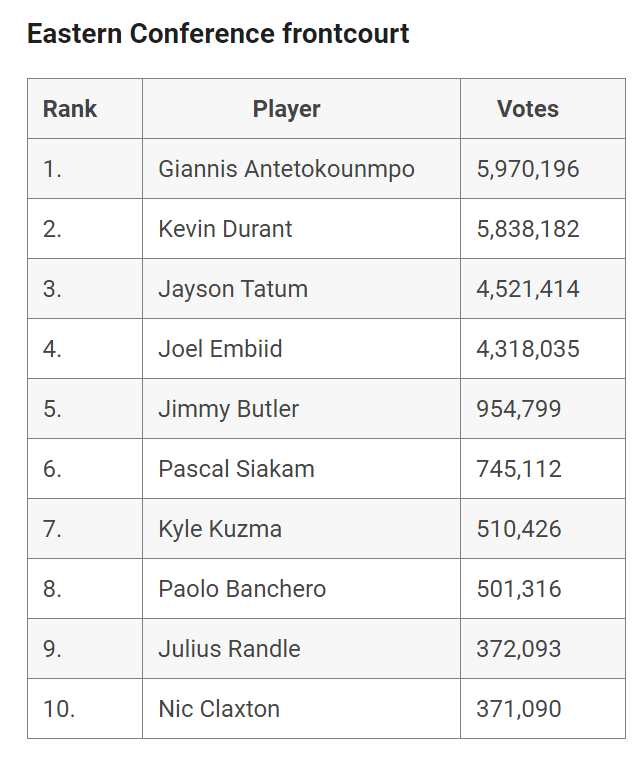 Eastern Conference frontcourt
Rank Player Votes
1. Giannis Antetokounmpo 5,970,196
2. Kevin Durant 5,838,182
3. Jayson Tatum 4,521,414
4. Joel Embiid 4,318,035
5. Jimmy Butler 954,799
6. Pascal Siakam 745,112
7. Kyle Kuzma 510,426
8. Paolo Banchero 501,316
9. Julius Randle 372,093
10. Nic Claxton 371,090